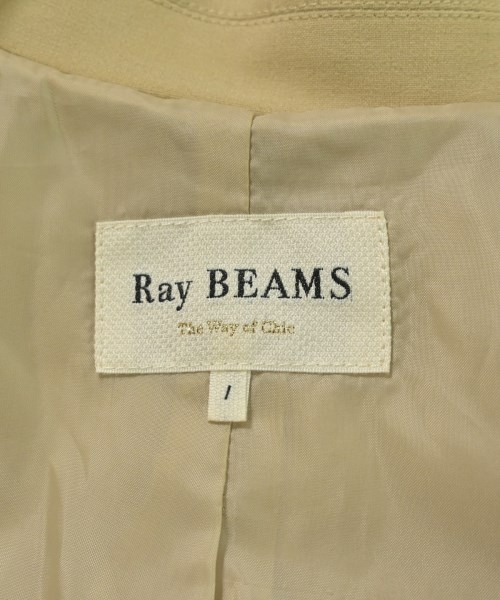 Ray BEAMS
The Way of Chic
1